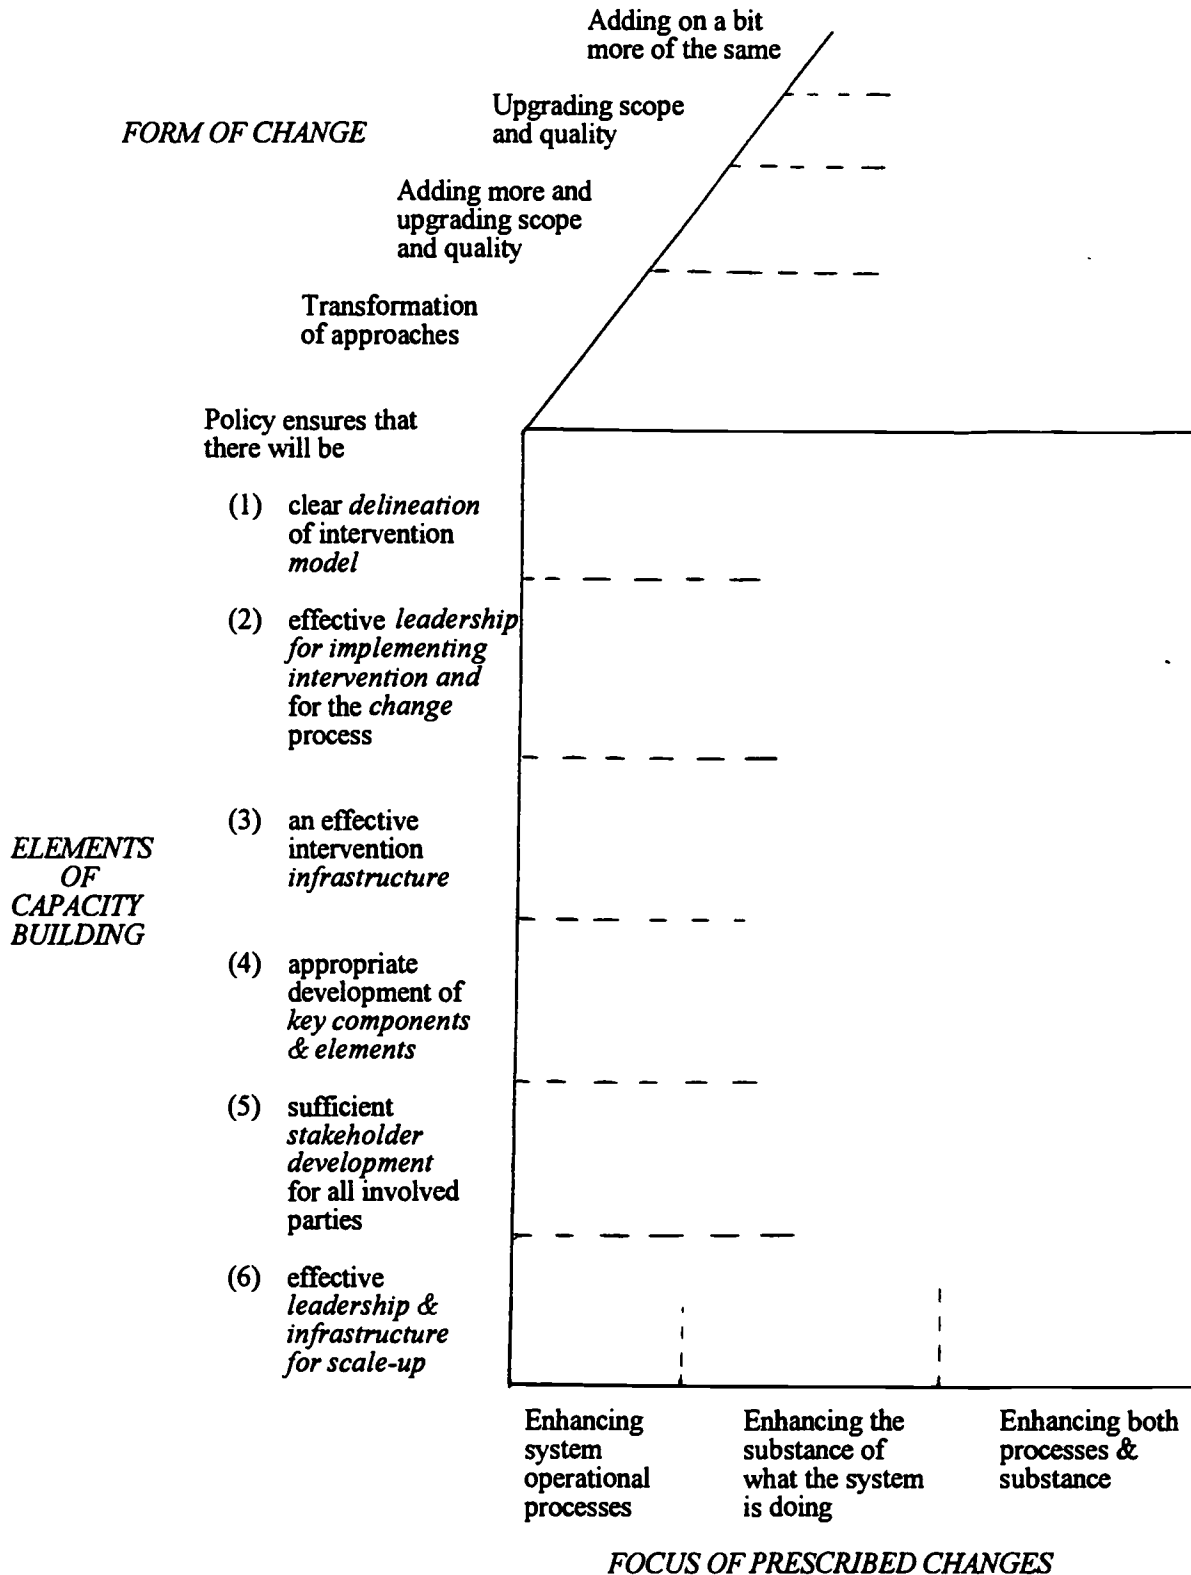 Adding on a bit
more of the same
Upgrading scope
and quality
FORM OF CHANGE
Adding more and
upgrading scope
and quality
Transformation
of approaches
Policy ensures that
there will be
(1) clear delineation
of intervention
model
(2) effective leadership
for implementing
intervention and
for the change
process
(3) an effective
intervention
infrastructure
ELEMENTS
OF
CAPACITY
BUILDING
(4) appropriate
development of
key components
& elements
(5) sufficient
stakeholder
development
for all involved
parties
(6) effective
leadership &
infrastructure
for scale-up
Enhancing
system
operational
processes
Enhancing the
substance of
what the system
is doing
Enhancing both
processes &
substance
FOCUS OF PRESCRIBED CHANGES